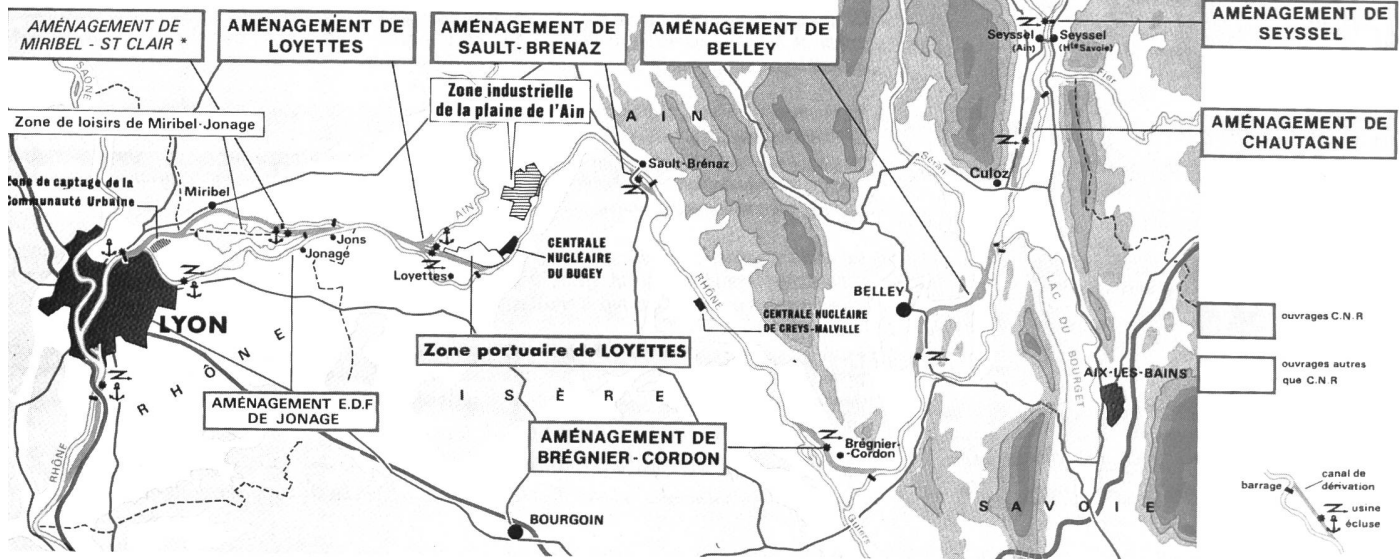 AMÉNAGEMENT DE
MIRIBEL - ST CLAIR *
AMÉNAGEMENT DE
LOYETTES
AMÉNAGEMENT DE
SAULT-BRENAZ
AMÉNAGEMENT DE
BELLEY
AMÉNAGEMENT DE
SEYSSEL
Seyssel
(Ain)
Seyssel
(Hte Savoie)
Fier
SAÔNE
Zone industrielle
de la plaine de l'Ain
Zone de loisirs de Miribel-Jonage
AIN
AMÉNAGEMENT DE
CHAUTAGNE
Sault-Brénaz
Séran
Culoz
Zone de captage de la
Communauté Urbaine
Miribel
AIN
Jons
Jonage
Loyettes
CENTRALE
NUCLÉAIRE
DU BUGEY
RHÔNE
BELLEY
LAC DU BOURGET
CENTRALE NUCLÉAIRE
DE CREYS-MALVILLE
ouvrages C.N.R
LYON
RHÔNE
Zone portuaire de LOYETTES
ouvrages autres
que C.N.R
AIX-LES-BAINS
AMÉNAGEMENT E.D.F
DE JONAGE
ISÈRE
AMÉNAGEMENT DE
BRÉGNIER-CORDON
Brégnier-
-Cordon
RHÔNE
BOURGOIN
Guiers
SAVOIE
barrage
canal de
dérivation
usine
écluse